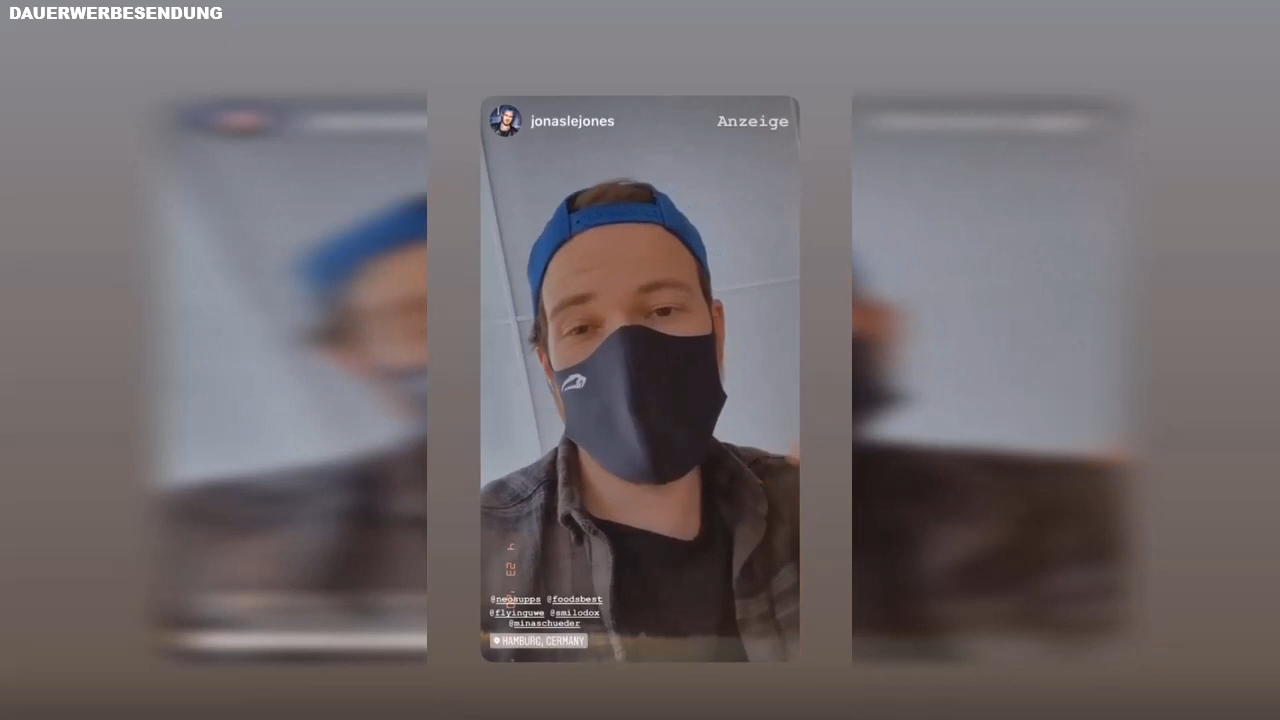 DAUERWERBESENDUNG
jonaslejones
Anzeige
@neosupps @foodsbest
@flyinguwe @smilodox
@minaschueder
HAMBURG, GERMANY